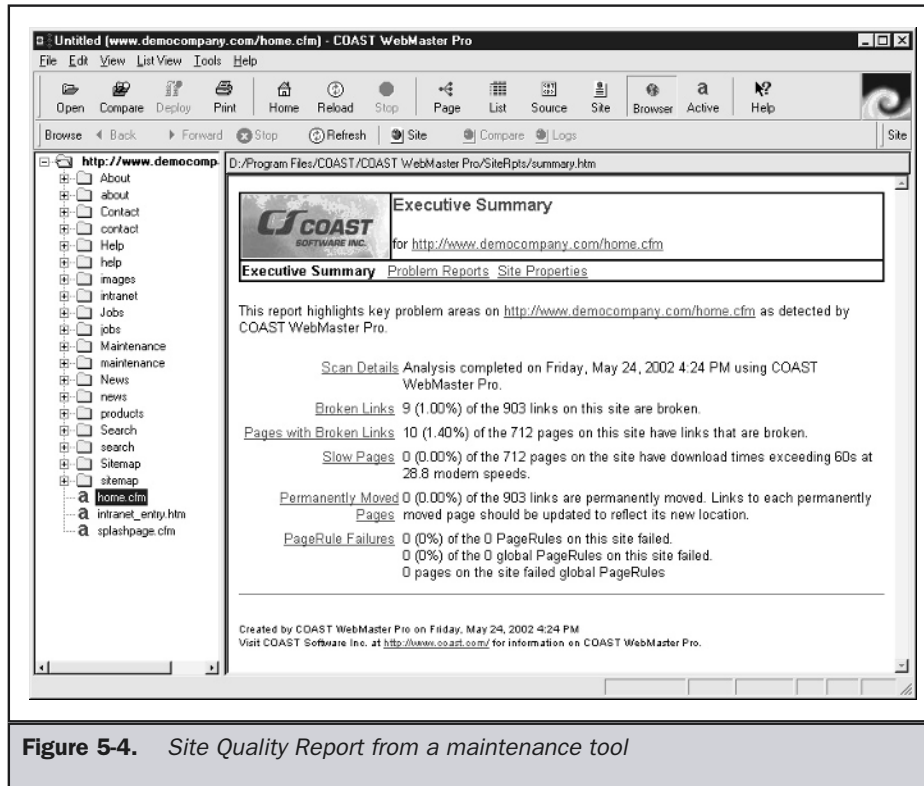 Untitled (www.democompany.com/home.cfm) - COAST WebMaster Pro
File Edit View List View Tools Help
Open Compare Deploy Print Home Reload Stop Page List Source Site Browser Active Help
Browse Back Forward Stop Refresh Site Compare Logs Site
http://www.democomp
D:/Program Files/COAST/COAST WebMaster Pro/SiteRpts/summary.htm
About
about
Contact
contact
Help
help
images
intranet
Jobs
jobs
Maintenance
maintenance
News
news
products
Search
search
Sitemap
sitemap
home.cfm
intranet_entry.htm
splashpage.cfm
COAST
SOFTWARE INC.
Executive Summary
for http://www.democompany.com/home.cfm
Executive Summary Problem Reports Site Properties
This report highlights key problem areas on http://www.democompany.com/home.cfm as detected by
COAST WebMaster Pro.
Scan Details Analysis completed on Friday, May 24, 2002 4:24 PM using COAST
WebMaster Pro.
Broken Links 9 (1.00%) of the 903 links on this site are broken.
Pages with Broken Links 10 (1.40%) of the 712 pages on this site have links that are broken.
Slow Pages 0 (0.00%) of the 712 pages on the site have download times exceeding 60s at
28.8 modem speeds.
Permanently Moved 0 (0.00%) of the 903 links are permanently moved. Links to each permanently
Pages moved page should be updated to reflect its new location.
PageRule Failures 0 (0%) of the 0 PageRules on this site failed.
0 (0%) of the 0 global PageRules on this site failed.
0 pages on the site failed global PageRules
Created by COAST WebMaster Pro on Friday, May 24, 2002 4:24 PM
Visit COAST Software Inc. at http://www.coast.com/ for information on COAST WebMaster Pro.
Figure 5-4. Site Quality Report from a maintenance tool